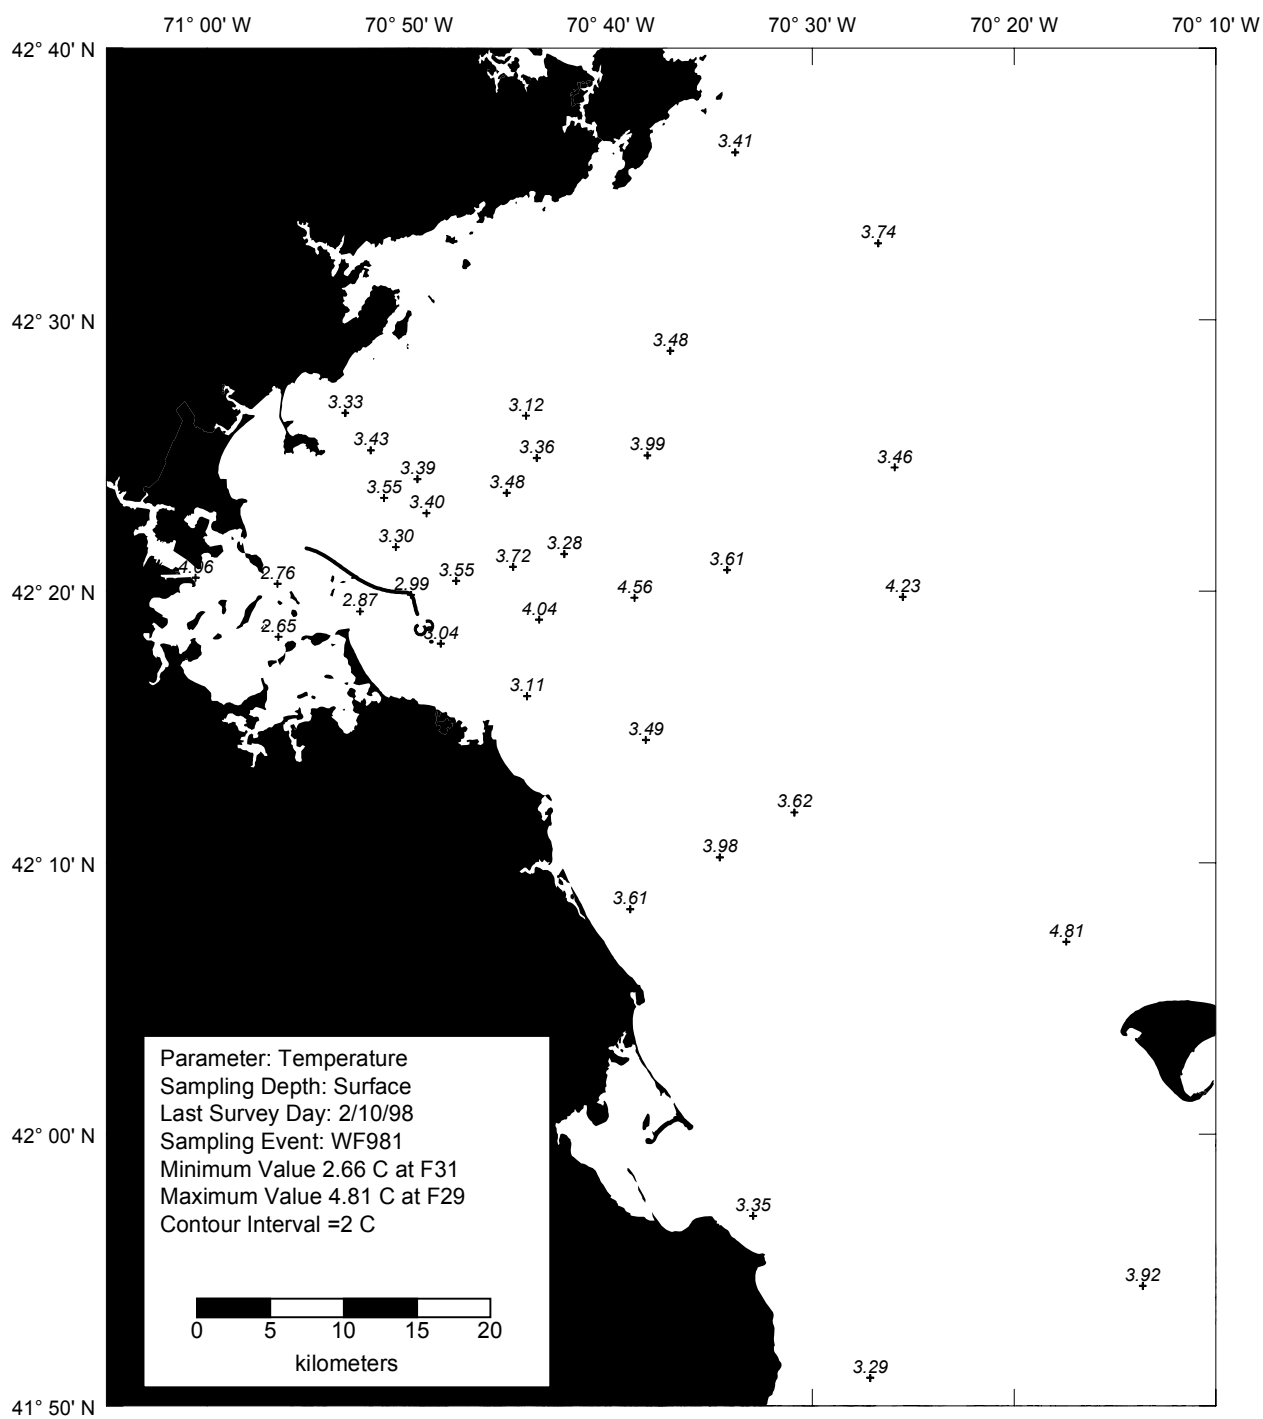 71° 00' W 70° 50' W 70° 40' W 70° 30' W 70° 20' W 70° 10' W
42° 40' N
3.41
3.74
42° 30' N
3.48
3.33
3.12
3.43
3.36
3.99
3.46
3.39
3.55
3.48
3.40
3.30
3.28
3.72
3.61
4.06
2.76
3.55
2.99
4.56
4.23
42° 20' N
2.87
4.04
2.65
3.04
3
3.11
3.49
3.62
3.98
42° 10' N
3.61
4.81
Parameter: Temperature
Sampling Depth: Surface
Last Survey Day: 2/10/98
42° 00' N
Sampling Event: WF981
Minimum Value 2.66 C at F31
Maximum Value 4.81 C at F29
Contour Interval =2 C
3.35
3.92
0 5 10 15 20
kilometers
3.29
41° 50' N